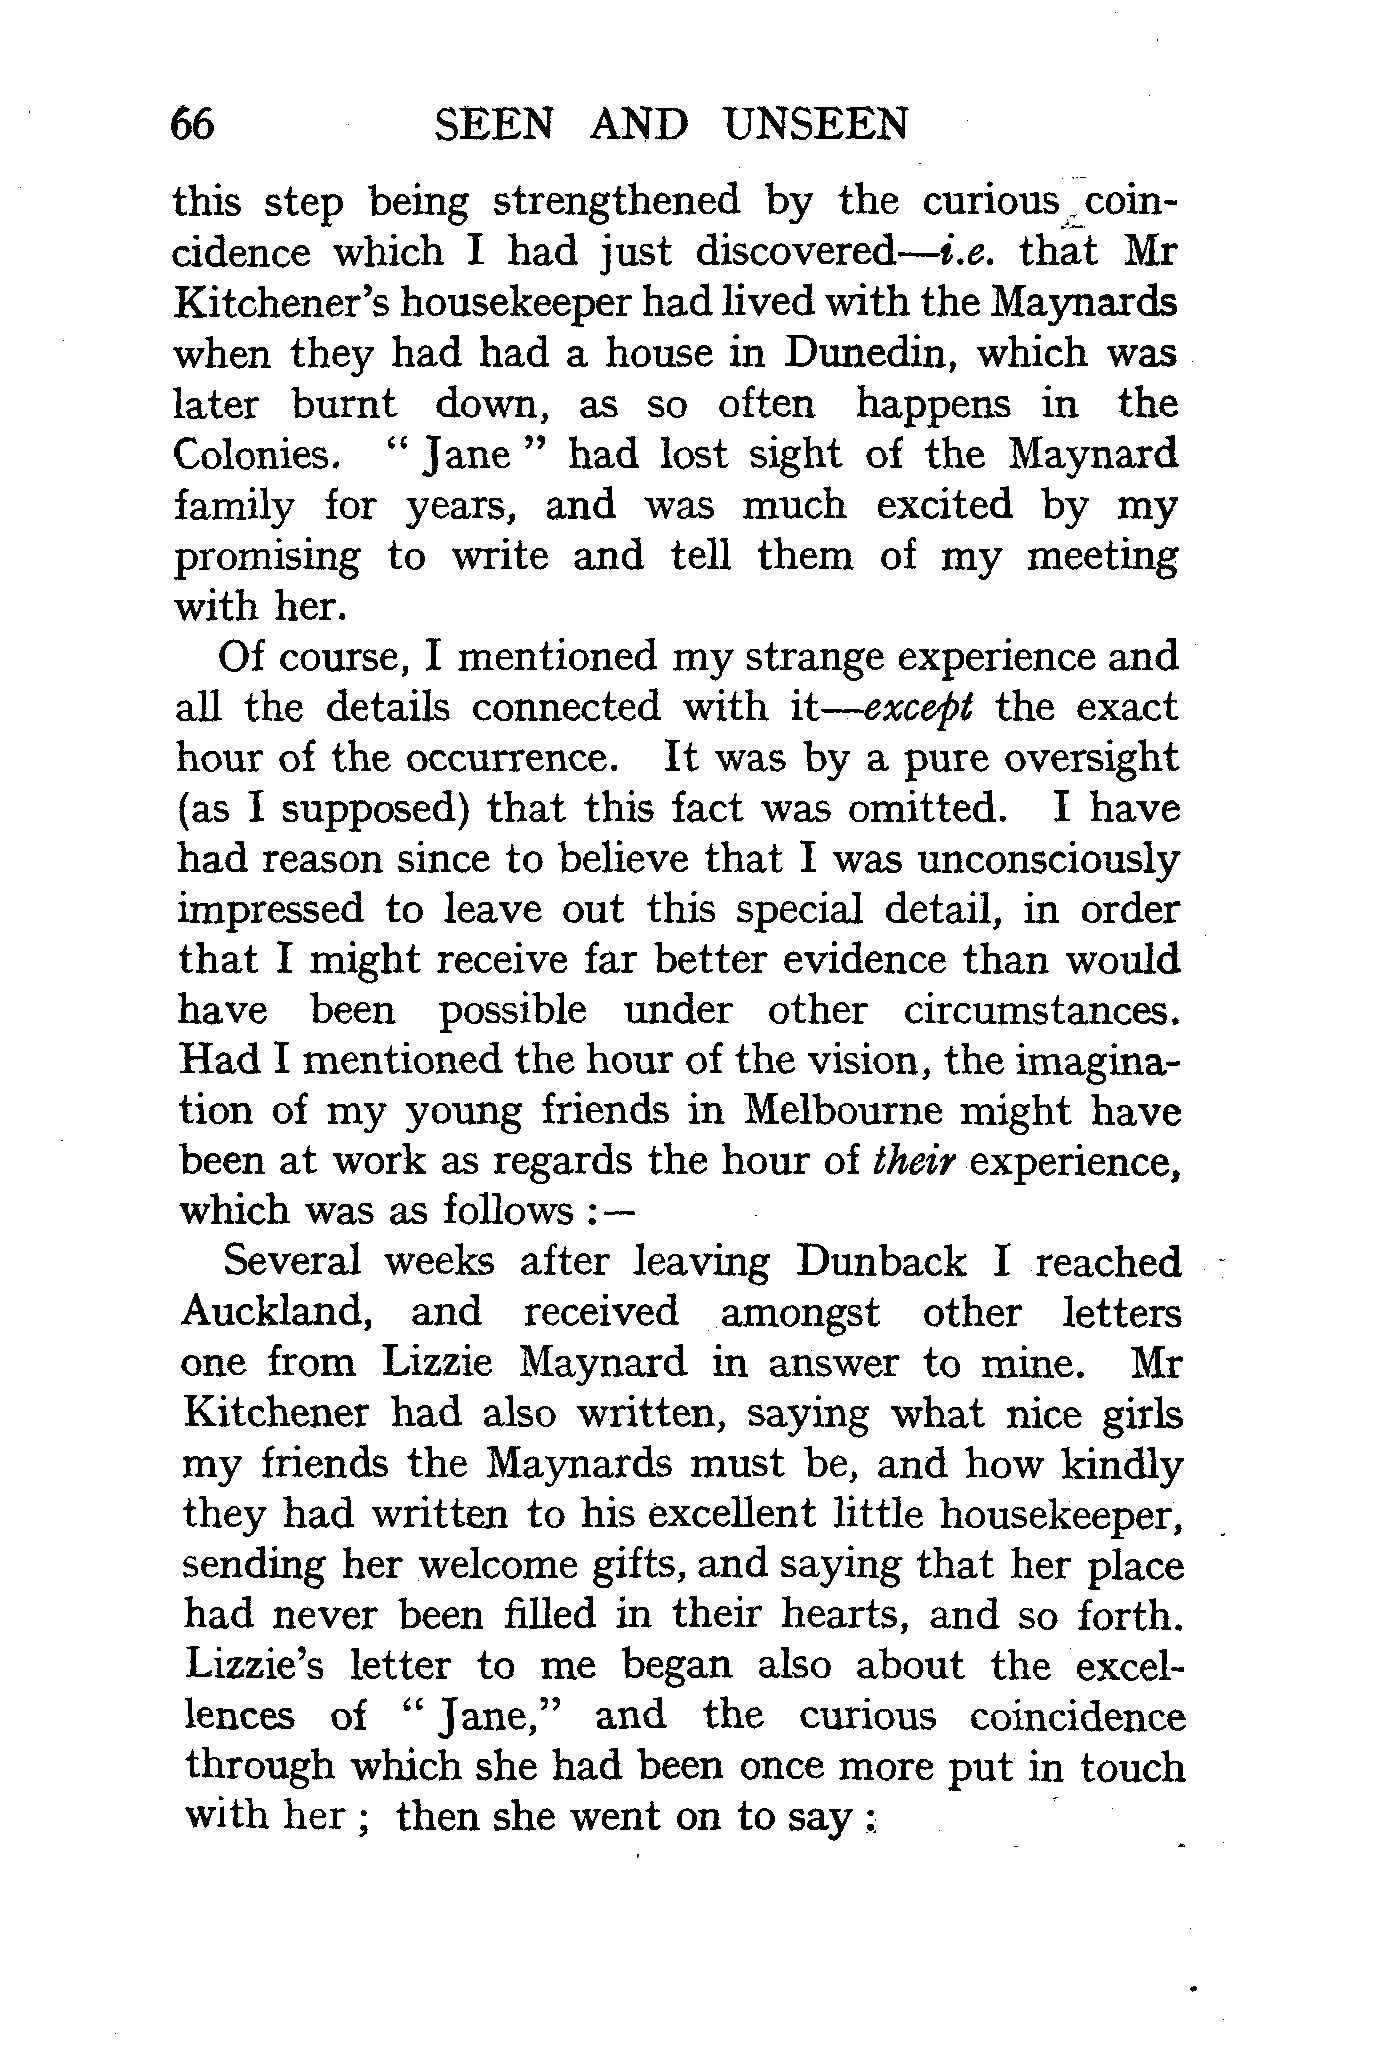 66 SEEN AND UNSEEN
this step being strengthened by the curious coin-
cidence which I had just discovered—i.e. that Mr
Kitchener's housekeeper had lived with the Maynards
when they had had a house in Dunedin, which was
later burnt down, as so often happens in the
Colonies. “ Jane ” had lost sight of the Maynard
family for years, and was much excited by my
promising to write and tell them of my meeting
with her.
Of course, I mentioned my strange experience and
all the details connected with it—except the exact
hour of the occurrence. It was by a pure oversight
(as I supposed) that this fact was omitted. I have
had reason since to believe that I was unconsciously
impressed to leave out this special detail, in order
that I might receive far better evidence than would
have been possible under other circumstances.
Had I mentioned the hour of the vision, the imagina-
tion of my young friends in Melbourne might have
been at work as regards the hour of their experience,
which was as follows :—
Several weeks after leaving Dunback I reached
Auckland, and received amongst other letters
one from Lizzie Maynard in answer to mine. Mr
Kitchener had also written, saying what nice girls
my friends the Maynards must be, and how kindly
they had written to his excellent little housekeeper,
sending her welcome gifts, and saying that her place
had never been filled in their hearts, and so forth.
Lizzie's letter to me began also about the excel-
lences of “ Jane,” and the curious coincidence
through which she had been once more put in touch
with her ; then she went on to say :